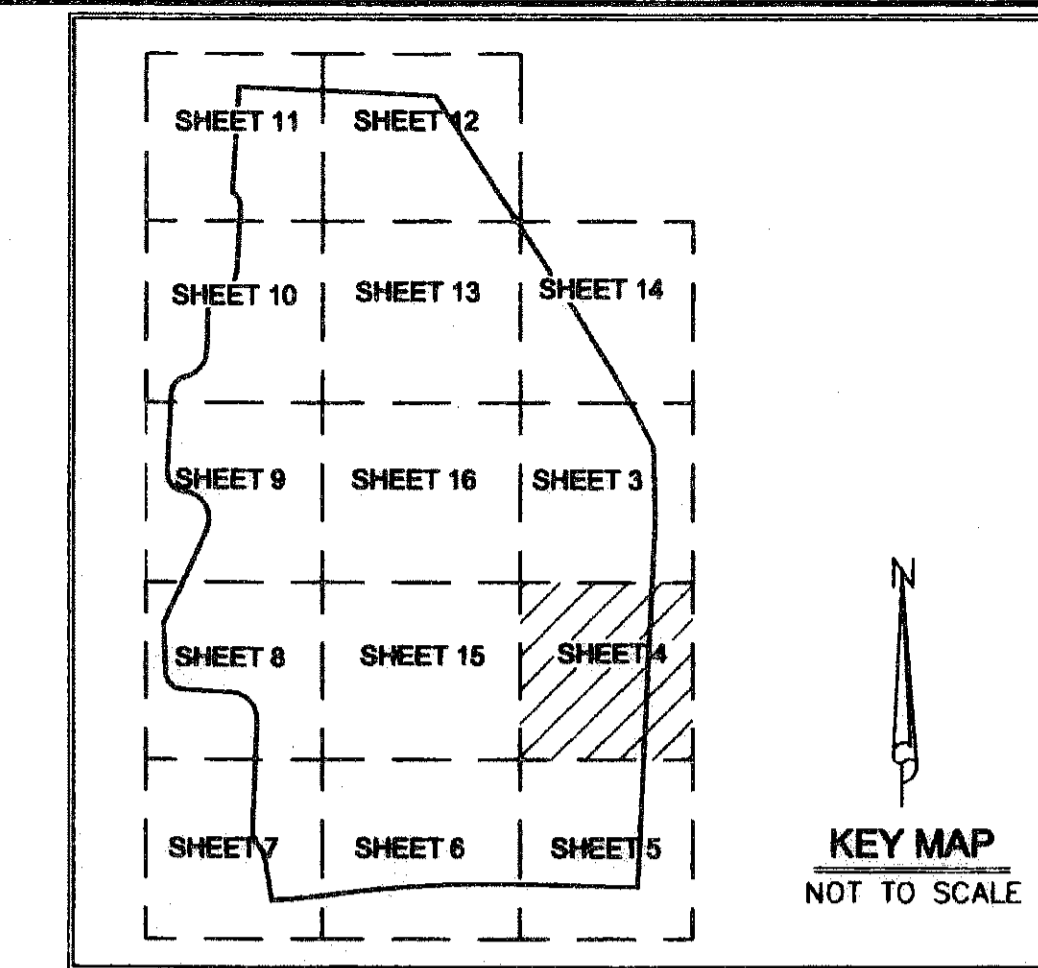 SHEET 11 SHEET 12
SHEET 10 SHEET 13 SHEET 14
SHEET 9 SHEET 16 SHEET 3
N
SHEET 8 SHEET 15 SHEET 4
SHEET 7 SHEET 6 SHEET 5
KEY MAP
NOT TO SCALE